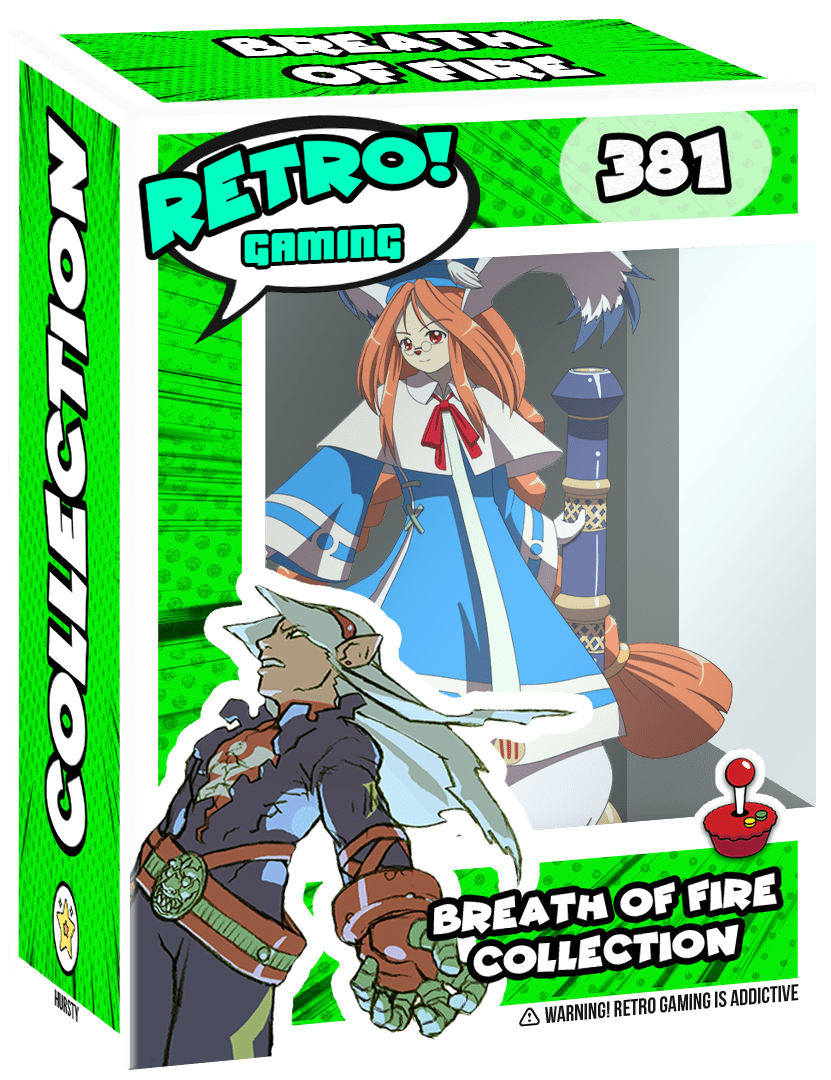 BREATH
OF FIRE
COLLECTION
RETRO!
GAMING
381
BREATH OF FIRE
COLLECTION
HURSTY
⚠ WARNING! RETRO GAMING IS ADDICTIVE